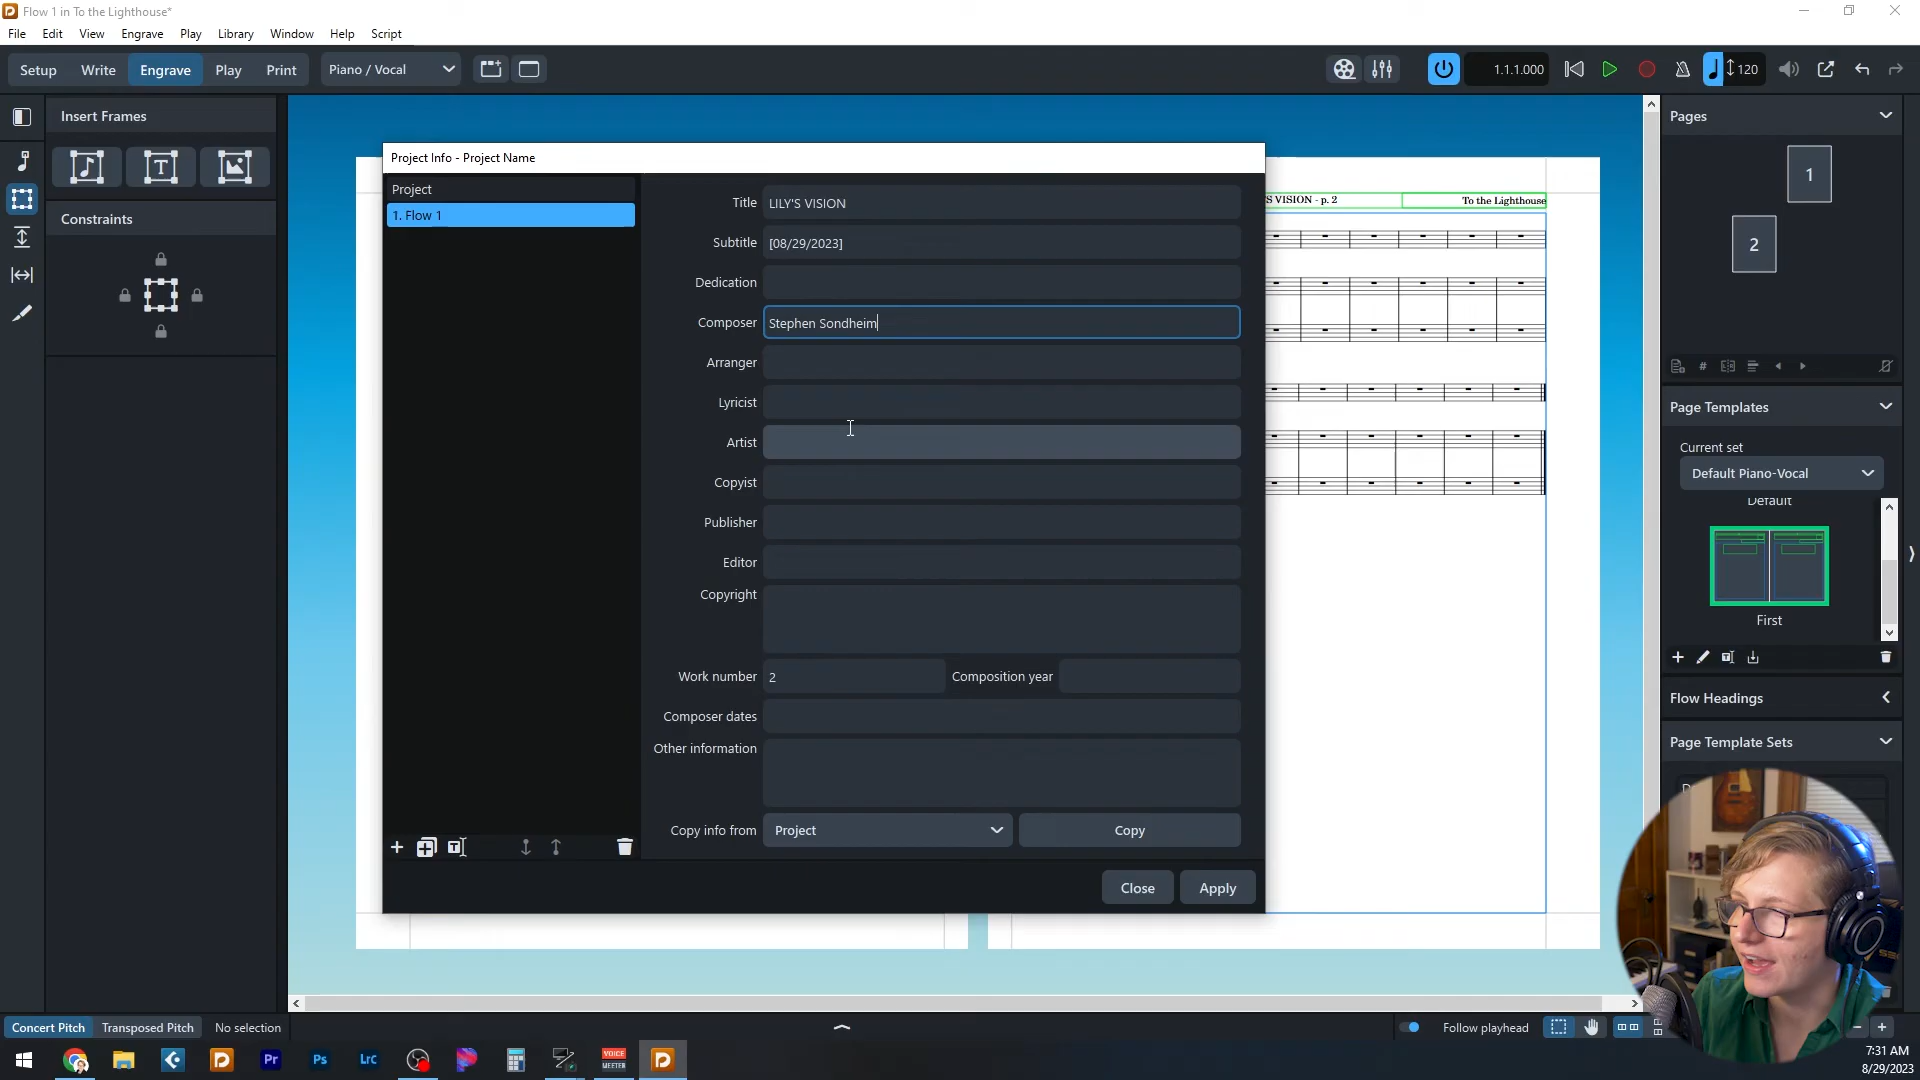 Flow 1 in To the Lighthouse*
File Edit View Engrave Play Library Window Help Script
Setup Write Engrave Play Print Piano / Vocal 1.1.1.000 120
Insert Frames
Constraints
Project Info - Project Name
Project
1. Flow 1
Title LILY'S VISION
Subtitle [08/29/2023]
Dedication
Composer Stephen Sondheim
Arranger
Lyricist
Artist
Copyist
Publisher
Editor
Copyright
Work number 2 Composition year
Composer dates
Other information
Copy info from Project Copy
Close Apply
S VISION - p. 2 To the Lighthouse
Pages
1
2
Page Templates
Current set
Default Piano-Vocal
Default
First
Flow Headings
Page Template Sets
Concert Pitch Transposed Pitch No selection Follow playhead
Pr Ps Lrc VOICE MEETER
7:31 AM
8/29/2023